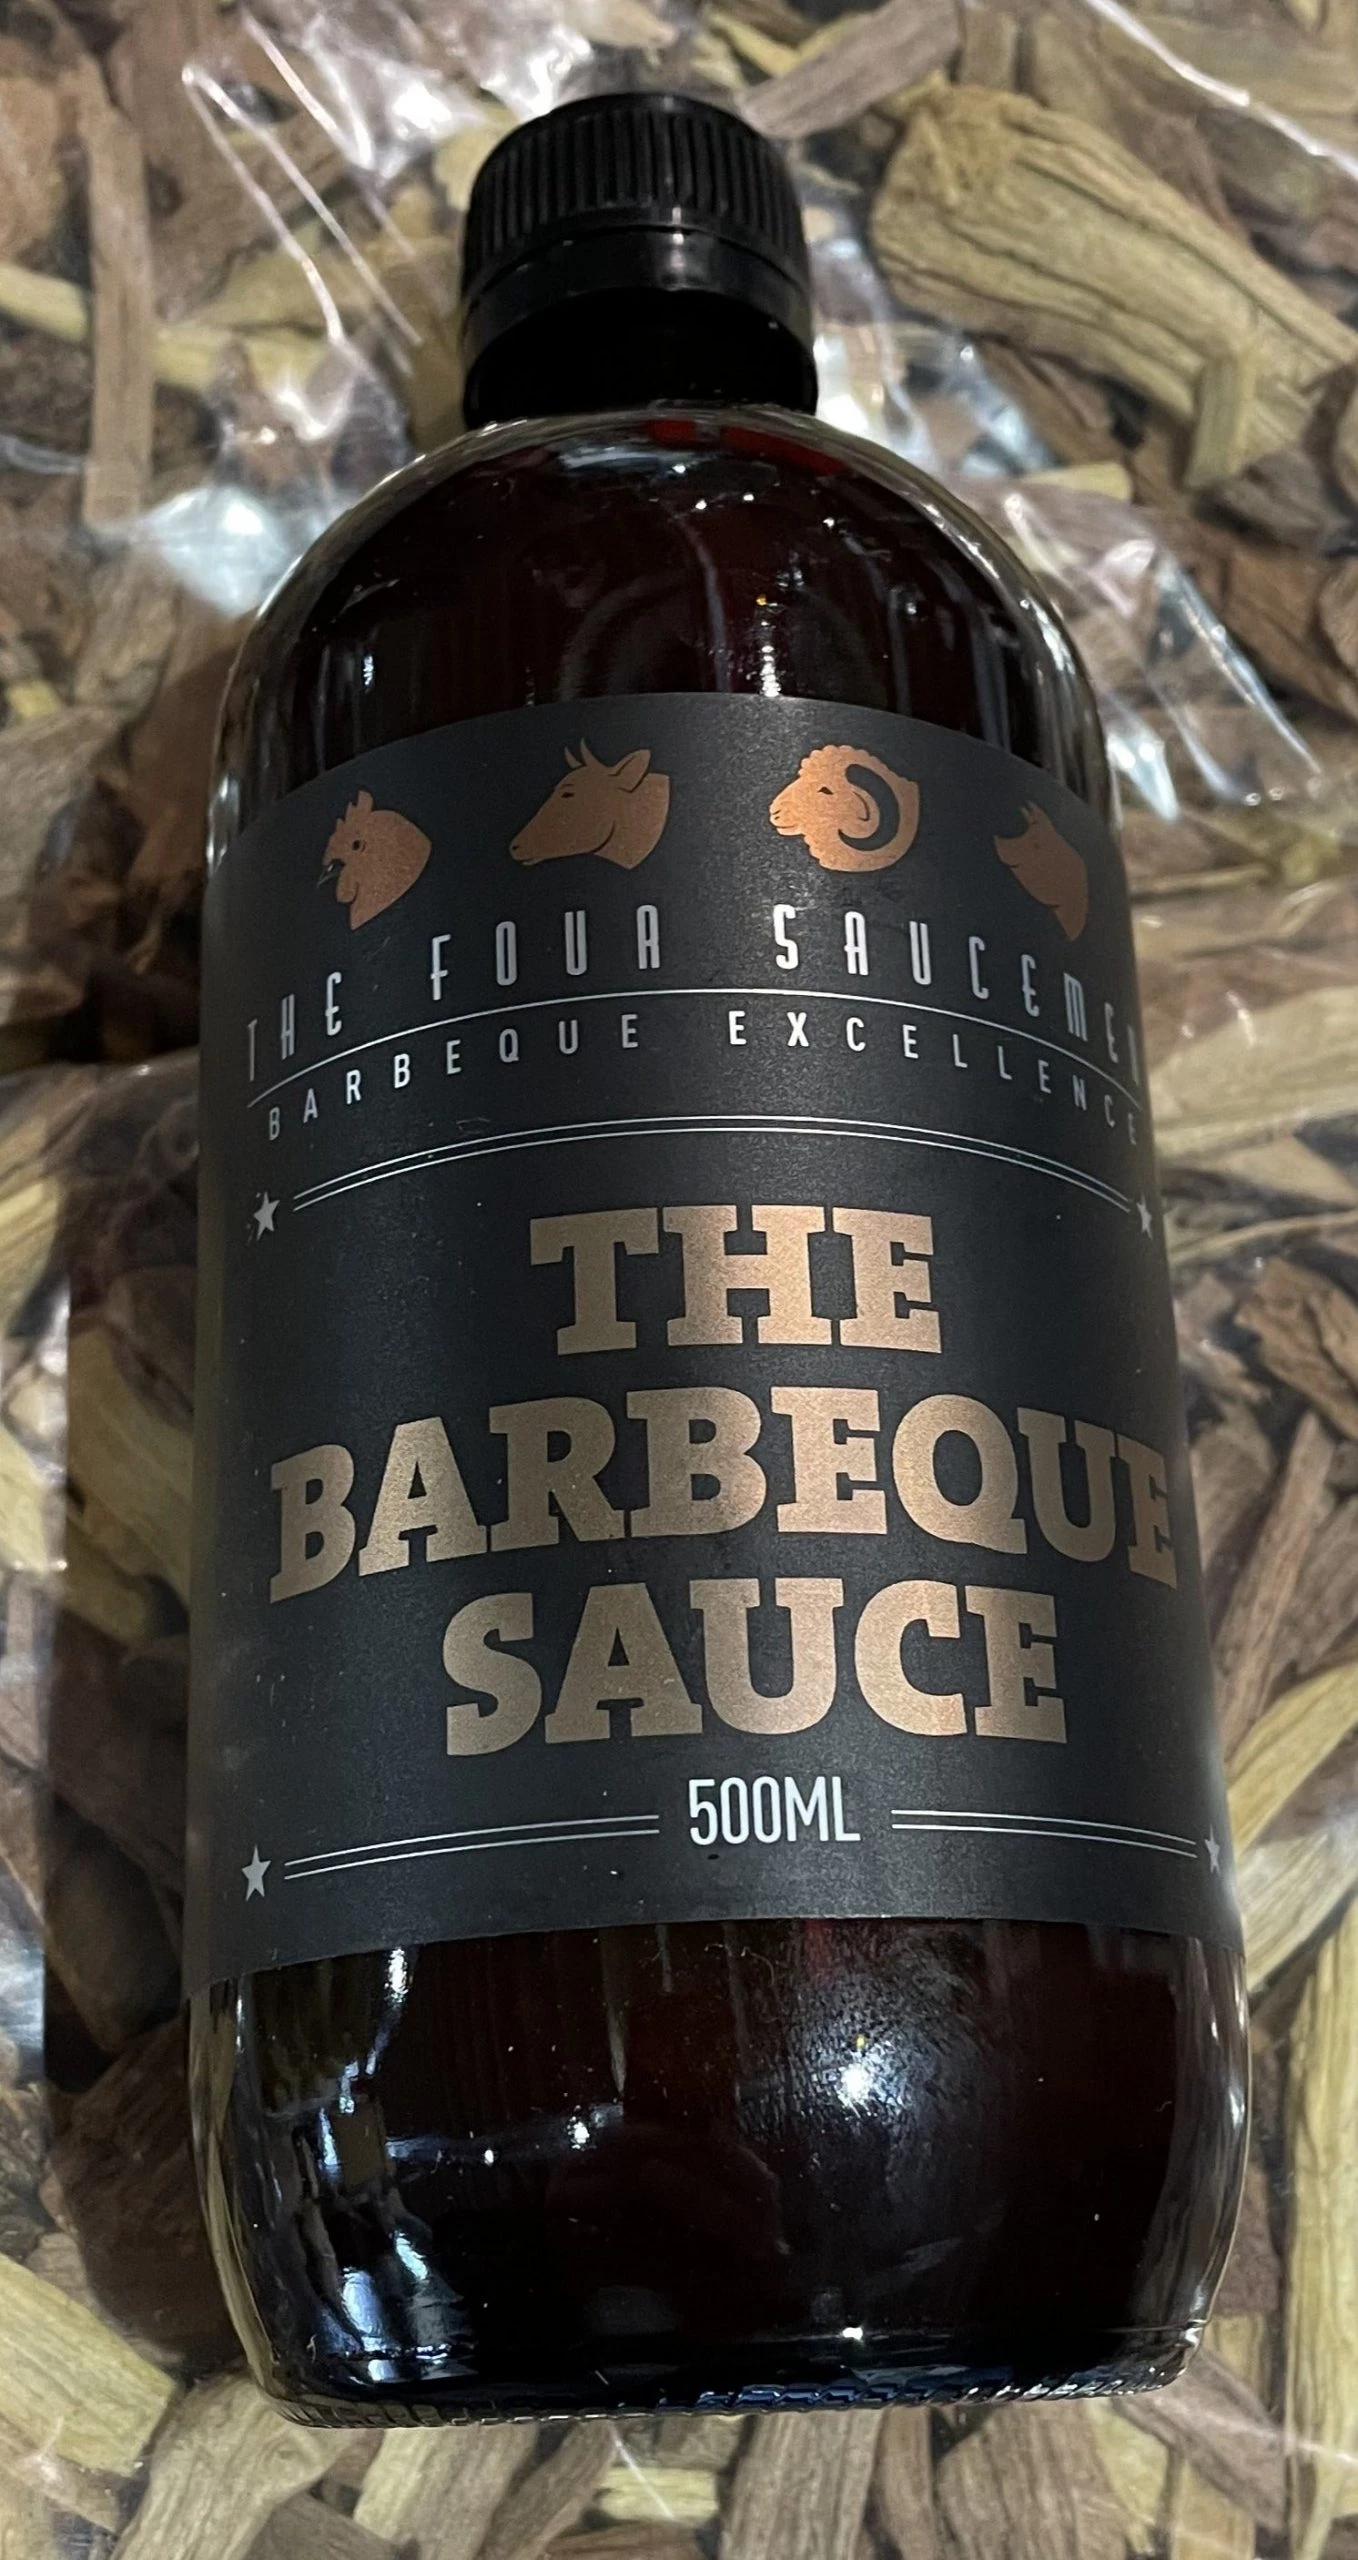 THE FOUR SAUCEMEN
BARBEQUE EXCELLENCE
THE
BARBEQUE
SAUCE
500ML